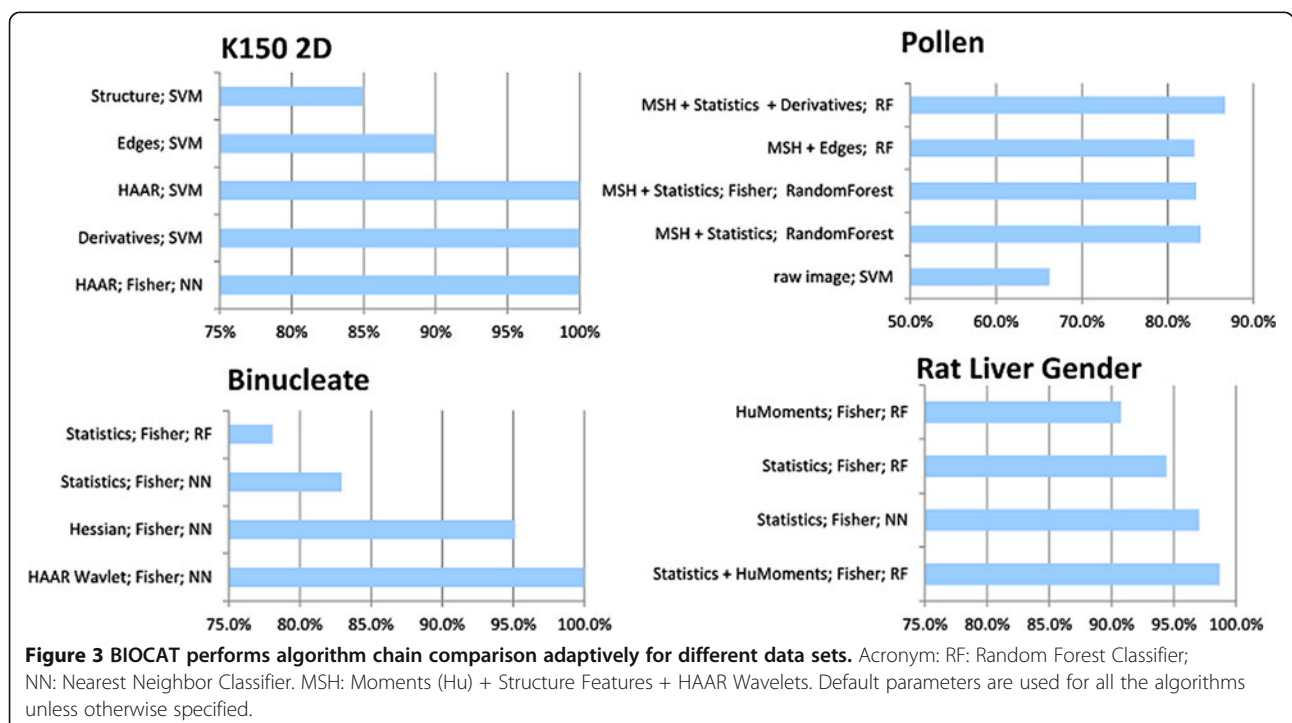 K150 2D
Structure; SVM
Edges; SVM
HAAR; SVM
Derivatives; SVM
HAAR; Fisher; NN
75% 80% 85% 90% 95% 100%
Pollen
MSH + Statistics + Derivatives; RF
MSH + Edges; RF
MSH + Statistics; Fisher; RandomForest
MSH + Statistics; RandomForest
raw image; SVM
50.0% 60.0% 70.0% 80.0% 90.0%
Binucleate
Statistics; Fisher; RF
Statistics; Fisher; NN
Hessian; Fisher; NN
HAAR Wavlet; Fisher; NN
75.0% 80.0% 85.0% 90.0% 95.0% 100.0%
Rat Liver Gender
HuMoments; Fisher; RF
Statistics; Fisher; RF
Statistics; Fisher; NN
Statistics + HuMoments; Fisher; RF
75.0% 80.0% 85.0% 90.0% 95.0% 100.0%
Figure 3 BIOCAT performs algorithm chain comparison adaptively for different data sets. Acronym: RF: Random Forest Classifier;
NN: Nearest Neighbor Classifier. MSH: Moments (Hu) + Structure Features + HAAR Wavelets. Default parameters are used for all the algorithms
unless otherwise specified.